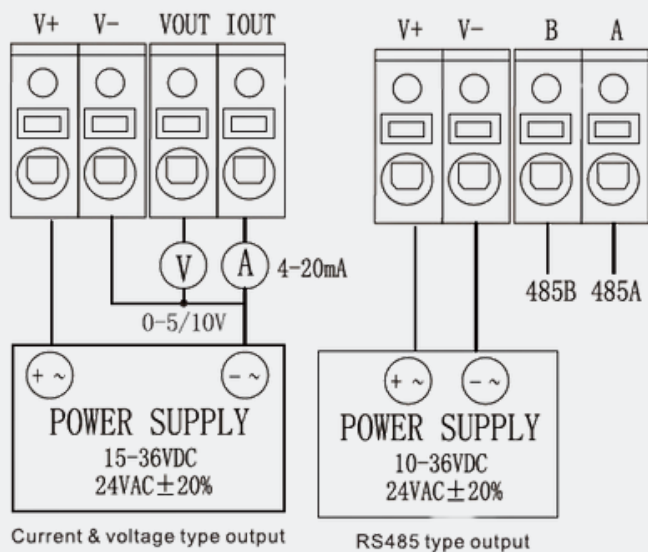 V+ V- VOUT IOUT
V A 4-20mA
0-5/10V
+ ~ - ~
POWER SUPPLY
15-36VDC
24VAC±20%
Current & voltage type output
V+ V- B A
485B 485A
+ ~ - ~
POWER SUPPLY
10-36VDC
24VAC±20%
RS485 type output